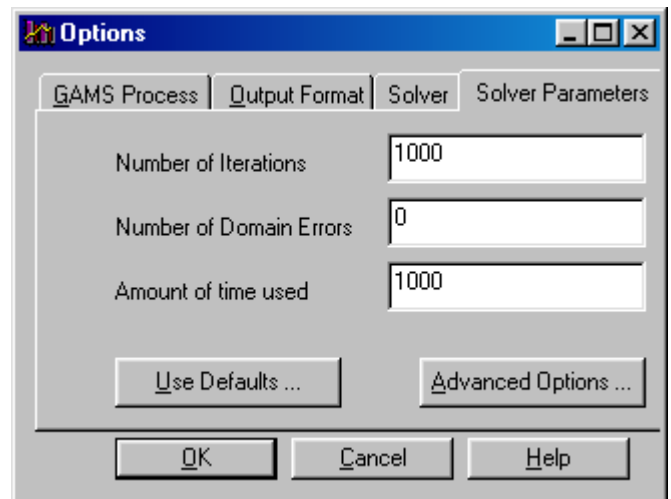 Options
GAMS Process Output Format Solver Solver Parameters
Number of Iterations 1000
Number of Domain Errors 0
Amount of time used 1000
Use Defaults ... Advanced Options ...
OK Cancel Help